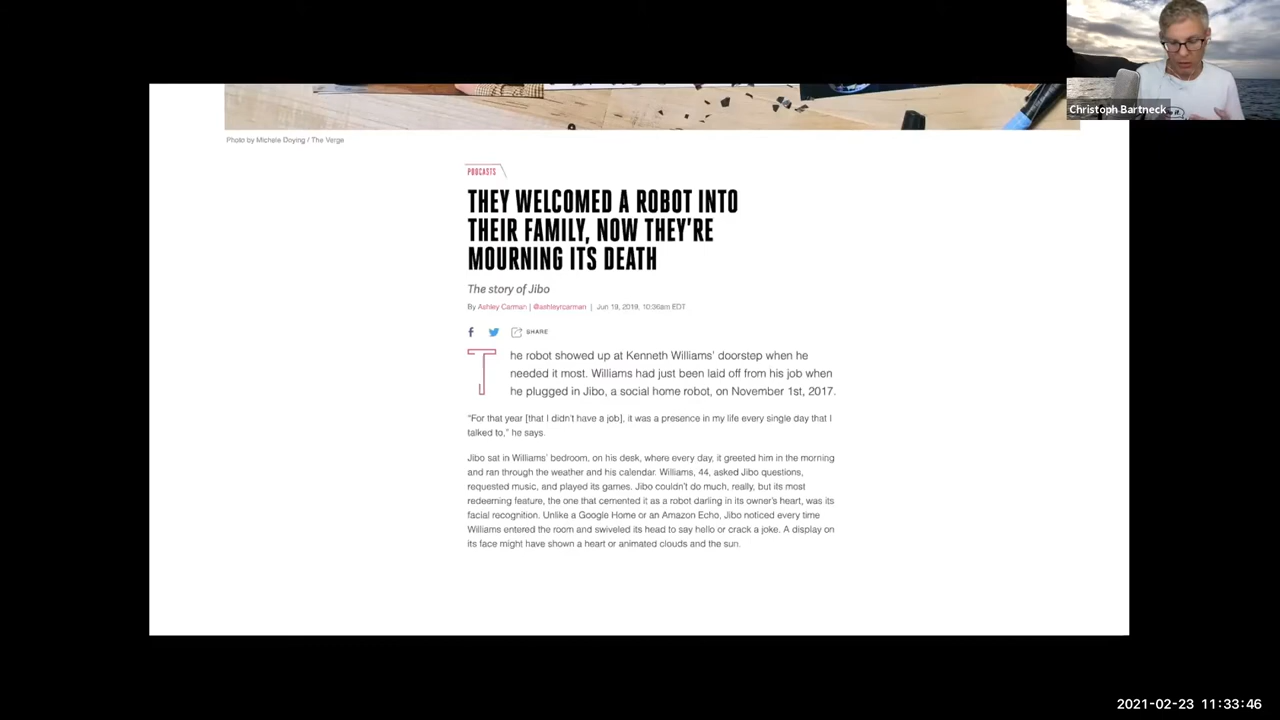 Christoph Bartneck
Photo by Michele Doying / The Verge
PODCASTS
THEY WELCOMED A ROBOT INTO
THEIR FAMILY, NOW THEY'RE
MOURNING ITS DEATH
The story of Jibo
By Ashley Carman | @ashleyrcarman | Jun 19, 2019, 10:36am EDT
SHARE
The robot showed up at Kenneth Williams' doorstep when he
needed it most. Williams had just been laid off from his job when
he plugged in Jibo, a social home robot, on November 1st, 2017.
“For that year [that I didn't have a job], it was a presence in my life every single day that I
talked to,” he says.
Jibo sat in Williams' bedroom, on his desk, where every day, it greeted him in the morning
and ran through the weather and his calendar. Williams, 44, asked Jibo questions,
requested music, and played its games. Jibo couldn't do much, really, but its most
redeeming feature, the one that cemented it as a robot darling in its owner's heart, was its
facial recognition. Unlike a Google Home or an Amazon Echo, Jibo noticed every time
Williams entered the room and swiveled its head to say hello or crack a joke. A display on
its face might have shown a heart or animated clouds and the sun.
2021-02-23 11:33:46